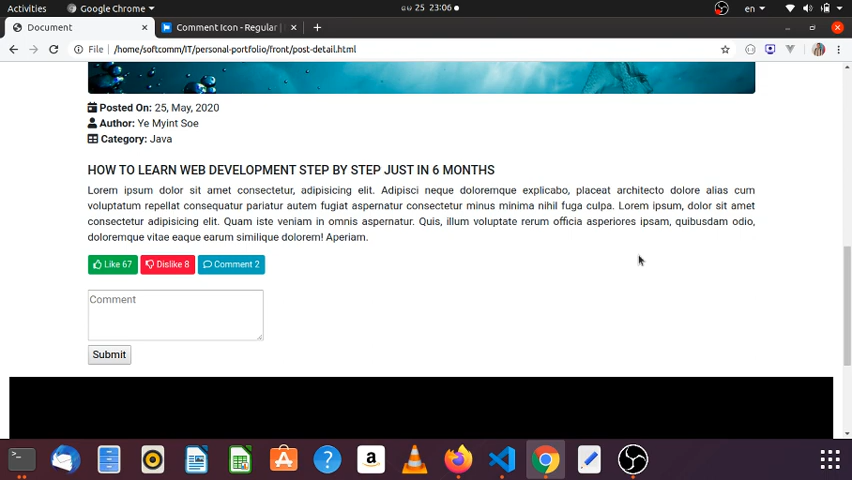 Activities
Google Chrome
မေ 25 23:06
en
Document
Comment Icon - Regular
File
/home/softcomm/IT/personal-portfolio/front/post-detail.html
Posted On: 25, May, 2020
Author: Ye Myint Soe
Category: Java
HOW TO LEARN WEB DEVELOPMENT STEP BY STEP JUST IN 6 MONTHS
Lorem ipsum dolor sit amet consectetur, adipisicing elit. Adipisci neque doloremque explicabo, placeat architecto dolore alias cum
voluptatum repellat consequatur pariatur autem fugiat aspernatur consectetur minus minima nihil fuga culpa. Lorem ipsum, dolor sit amet
consectetur adipisicing elit. Quam iste veniam in omnis aspernatur. Quis, illum voluptate rerum officia asperiores ipsam, quibusdam odio,
doloremque vitae eaque earum similique dolorem! Aperiam.
Like 67
Dislike 8
Comment 2
Comment
Submit